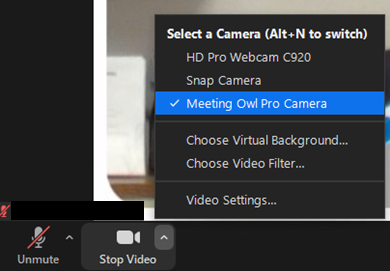 Select a Camera (Alt+N to switch)
HD Pro Webcam C920
Snap Camera
Meeting Owl Pro Camera
Choose Virtual Background...
Choose Video Filter...
Video Settings...
Unmute
Stop Video